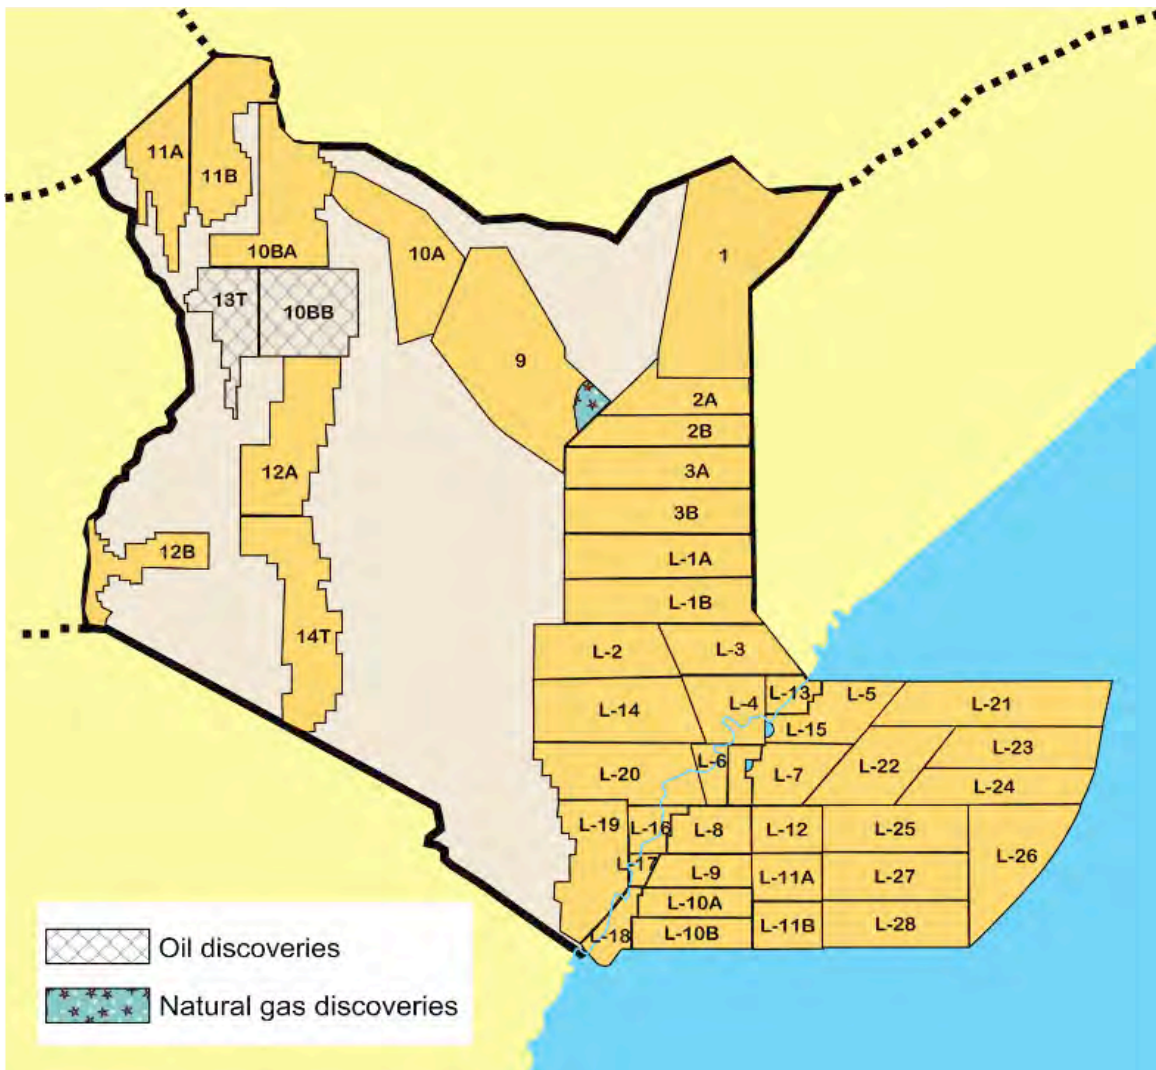 11A
11B
10BA
10A
1
13T
10BB
9
2A
2B
12A
3A
3B
12B
L-1A
L-1B
14T
L-2
L-3
L-13
L-5
L-14
L-4
L-21
L-15
L-23
L-6
L-20
L-7
L-22
L-24
L-19
L-16
L-8
L-12
L-25
L-26
L-17
L-9
L-11A
L-27
L-10A
L-18
L-10B
L-11B
L-28
Oil discoveries
Natural gas discoveries